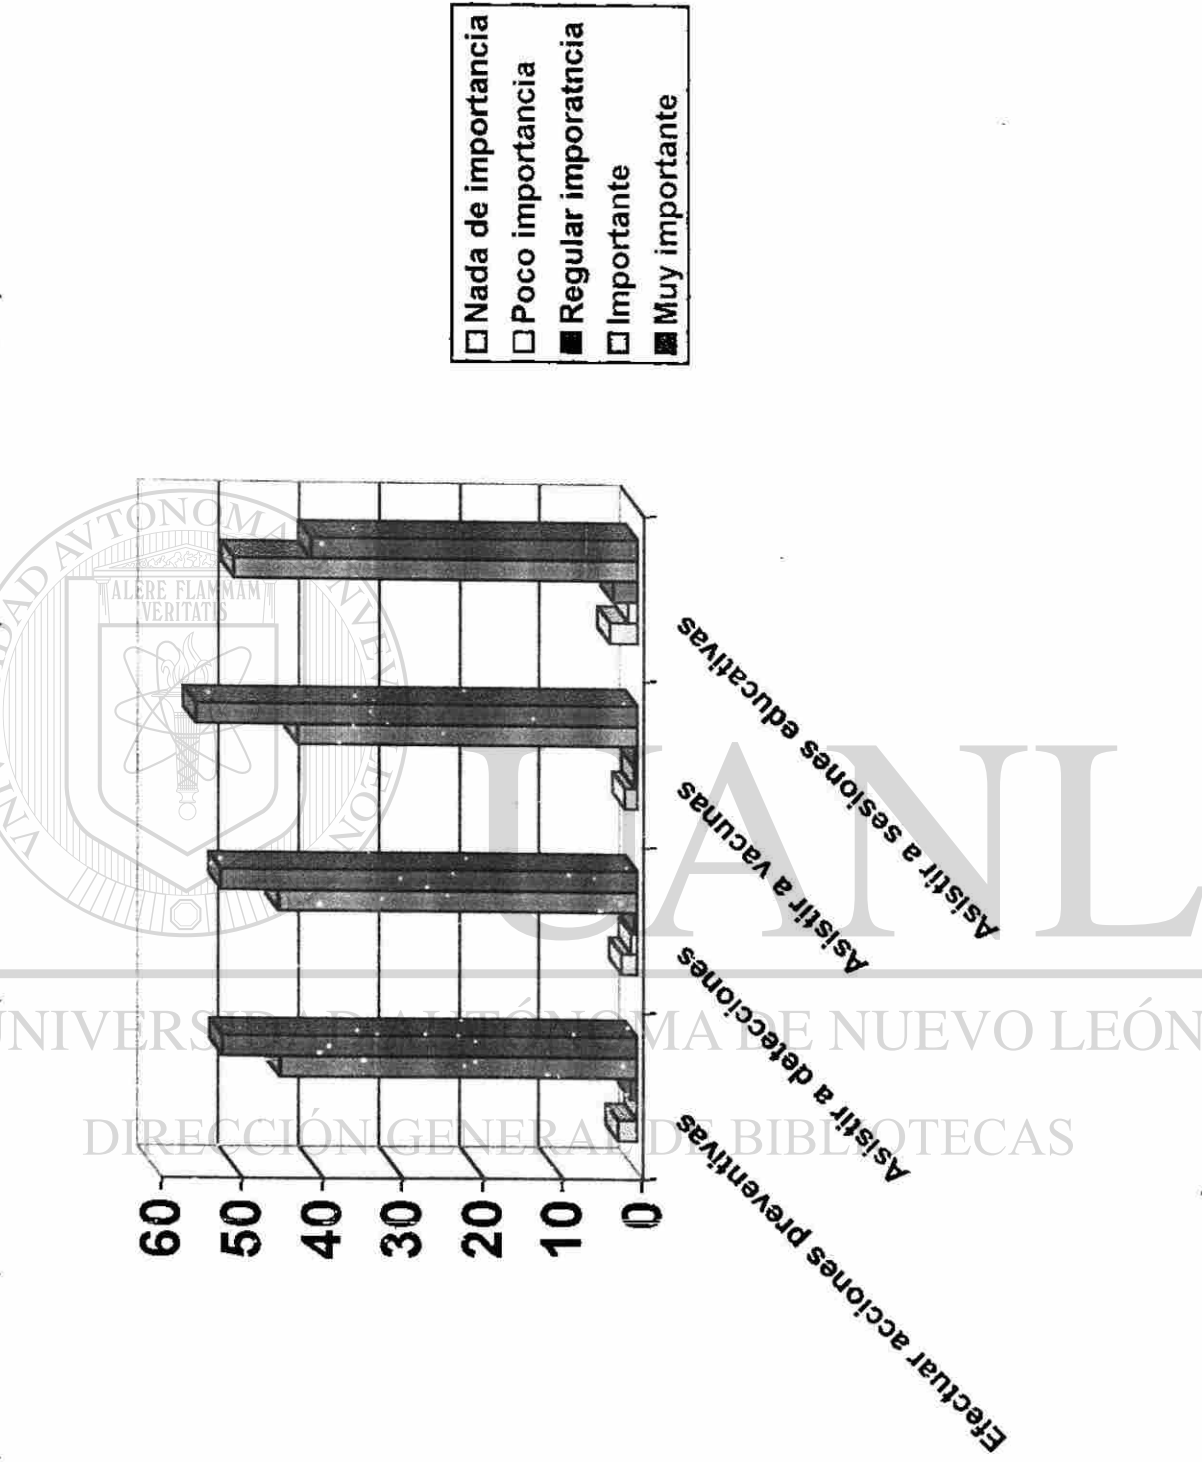 Nada de importancia
Poco importancia
Regular imporatncia
Importante
Muy importante
60
50
40
30
20
10
0
Efectuar acciones preventivas
Asistir a detecciones
Asistir a vacunas
Asistir a sesiones educativas
ALERE FLAMMAM
VERITATIS
UANL
UNIVERSIDAD AUTÓNOMA DE NUEVO LEÓN
DIRECCIÓN GENERAL DE BIBLIOTECAS